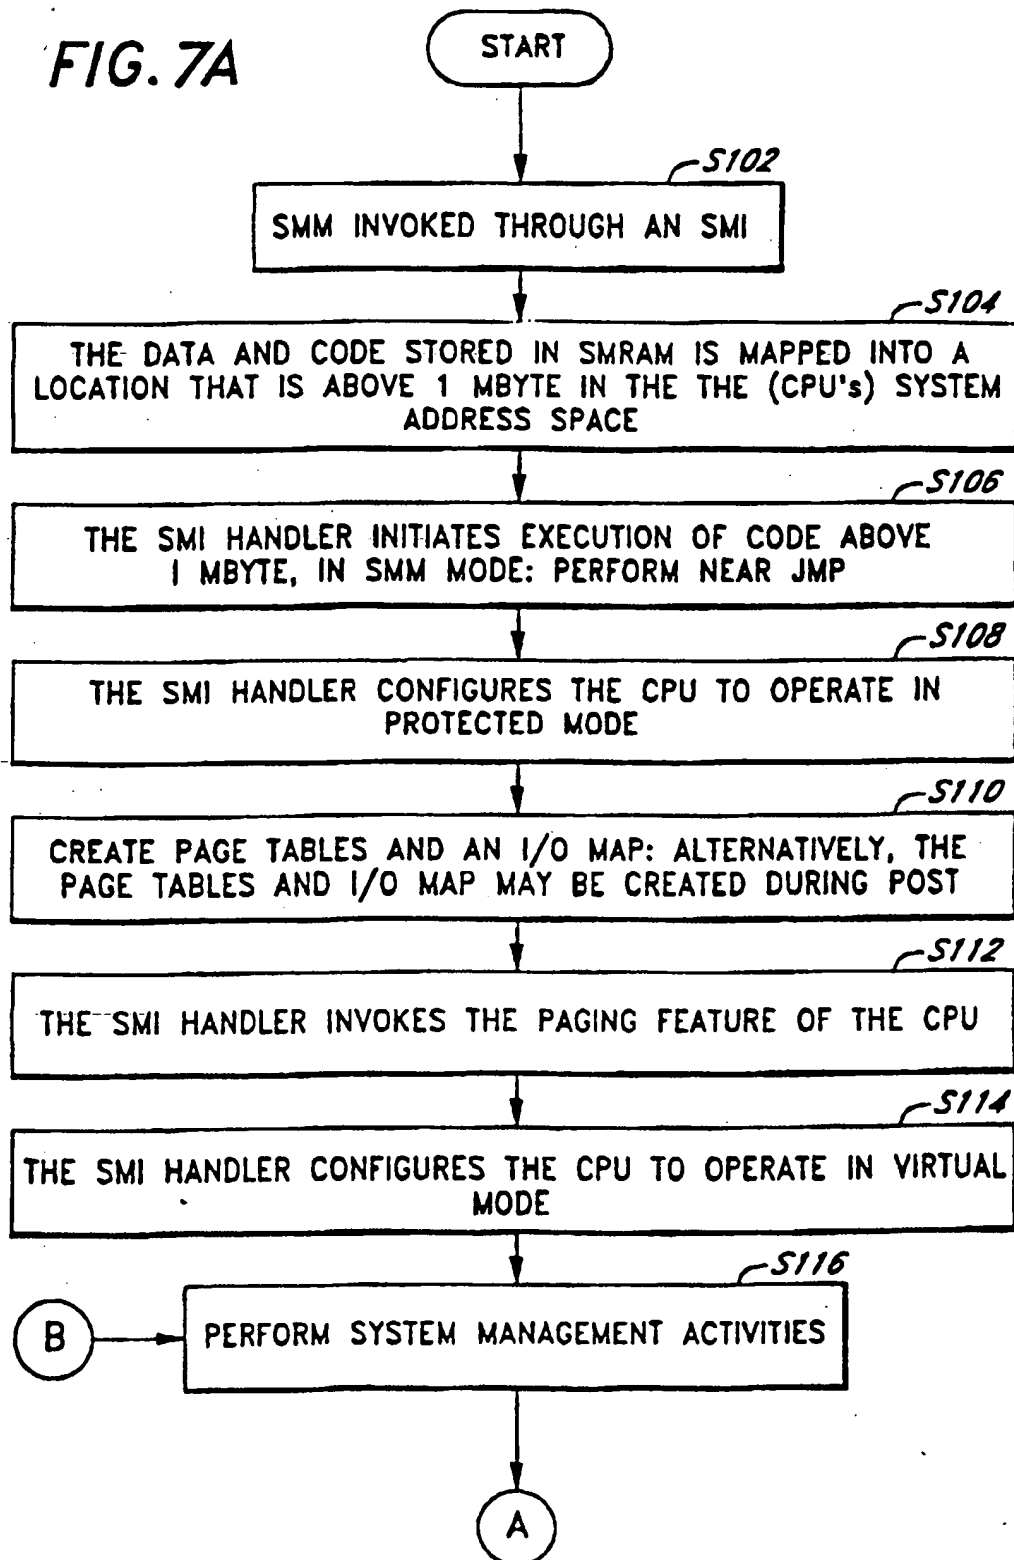 FIG. 7A
START
S102
SMM INVOKED THROUGH AN SMI
S104
THE DATA AND CODE STORED IN SMRAM IS MAPPED INTO A
LOCATION THAT IS ABOVE 1 MBYTE IN THE THE (CPU's) SYSTEM
ADDRESS SPACE
S106
THE SMI HANDLER INITIATES EXECUTION OF CODE ABOVE
1 MBYTE, IN SMM MODE: PERFORM NEAR JMP
S108
THE SMI HANDLER CONFIGURES THE CPU TO OPERATE IN
PROTECTED MODE
S110
CREATE PAGE TABLES AND AN I/O MAP: ALTERNATIVELY, THE
PAGE TABLES AND I/O MAP MAY BE CREATED DURING POST
S112
THE SMI HANDLER INVOKES THE PAGING FEATURE OF THE CPU
S114
THE SMI HANDLER CONFIGURES THE CPU TO OPERATE IN VIRTUAL
MODE
S116
B
PERFORM SYSTEM MANAGEMENT ACTIVITIES
A